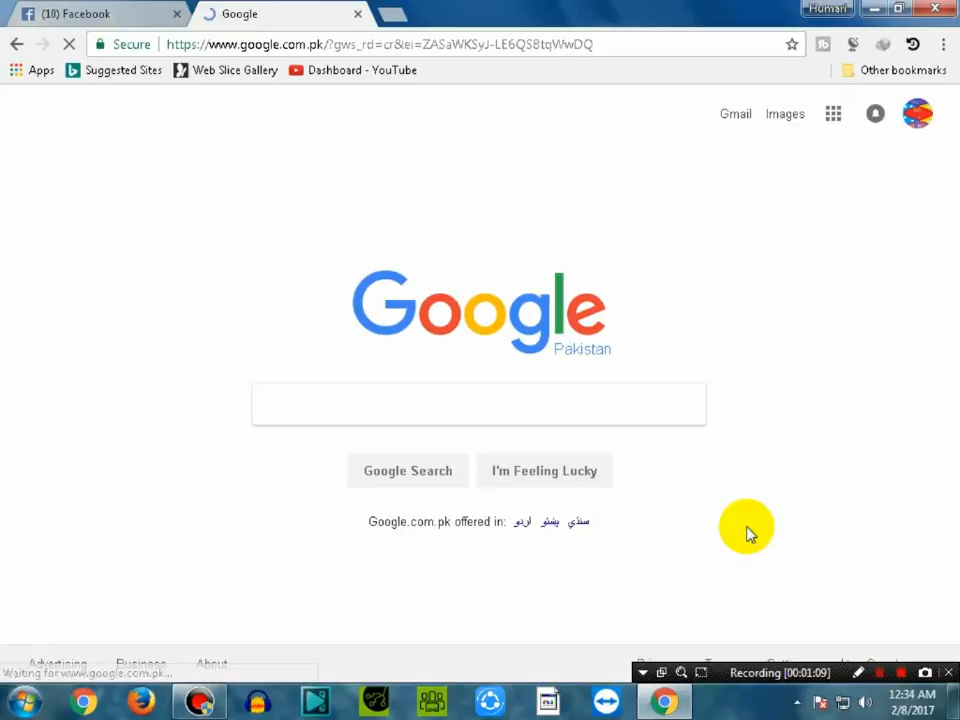 (10) Facebook
Google
Humari
Secure
https://www.google.com.pk/?gws_rd=cr&ei=ZASaWKSyJ-LE6QS8tqWwDQ
Apps
Suggested Sites
Web Slice Gallery
Dashboard - YouTube
Other bookmarks
Gmail
Images
Google
Pakistan
Google Search
I'm Feeling Lucky
Google.com.pk offered in: اردو پښتو سنڌي
Advertising
Business
About
Waiting for www.google.com.pk...
Recording [00:01:09]
12:34 AM
2/8/2017